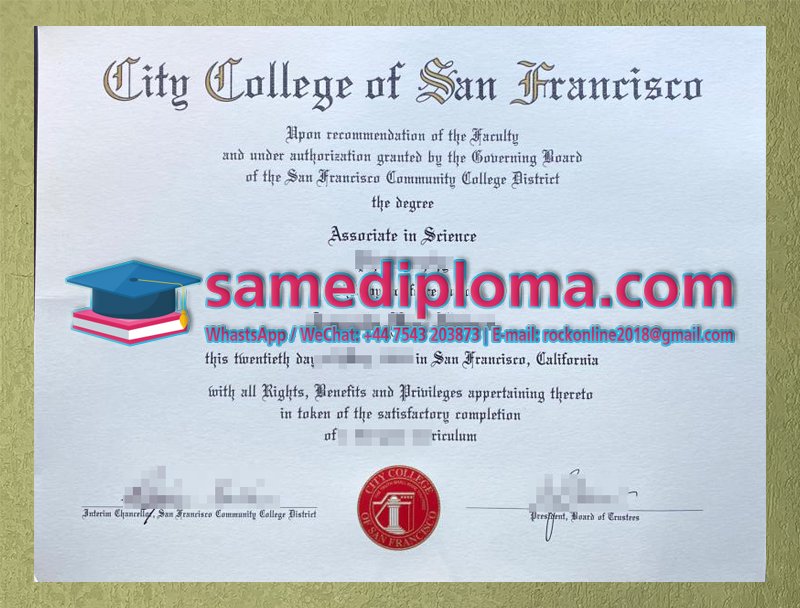 City College of San Francisco
Upon recommendation of the Faculty
and under authorization granted by the Governing Board
of the San Francisco Community College District
the degree
Associate in Science
samediploma.com
WhatsApp / WeChat: +44 7543 203873 | E-mail: rockonline2018@gmail.com
this twentieth day in San Francisco, California
with all Rights, Benefits and Privileges appertaining thereto
in token of the satisfactory completion
of
CITY COLLEGE
OF SAN FRANCISCO
Interim Chancellor, San Francisco Community College District
President, Board of Trustees